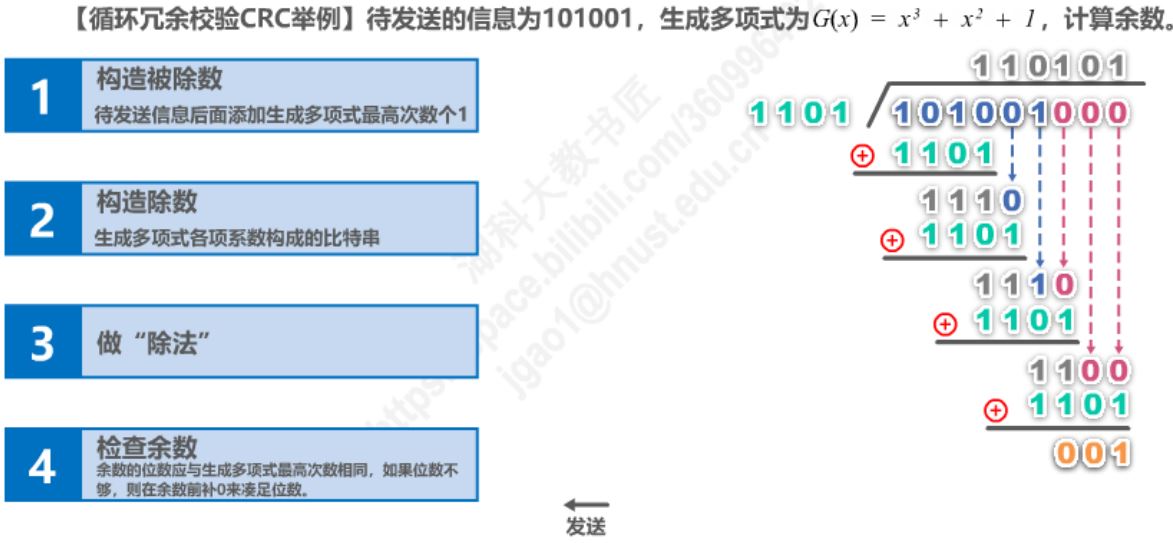 【循环冗余校验CRC举例】待发送的信息为101001，生成多项式为G(x) = x³ + x² + 1，计算余数。
1
构造被除数
待发送信息后面添加生成多项式最高次数个1
2
构造除数
生成多项式各项系数构成的比特串
3
做“除法”
4
检查余数
余数的位数应与生成多项式最高次数相同，如果位数不
够，则在余数前补0来凑足位数。
110101
1101
101001000
1101
1110
1101
1110
1101
1100
1101
001
发送
湖科大教书匠
https://space.bilibili.com/360996402
jgao1@hnust.edu.cn